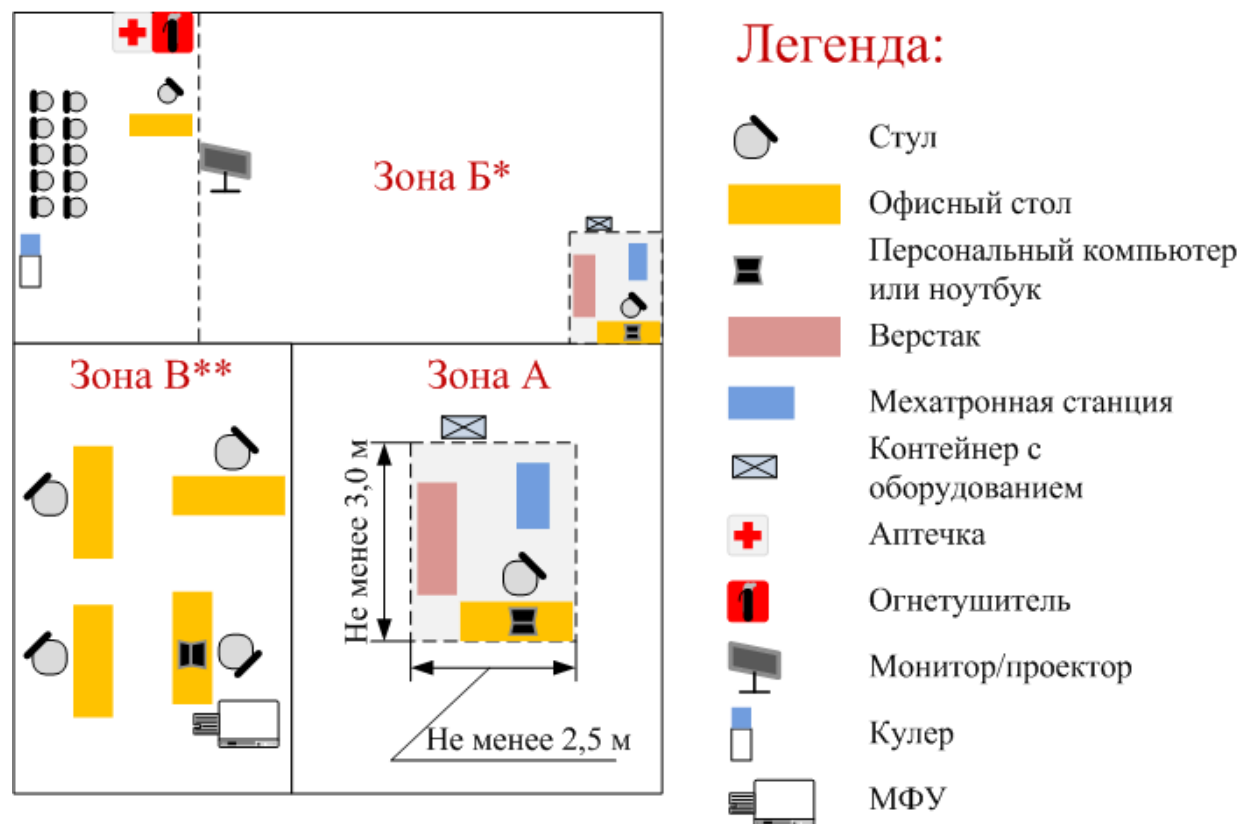 Легенда:
Зона Б*
Зона В**
Зона А
Не менее 3,0 м
Не менее 2,5 м
Стул
Офисный стол
Персональный компьютер
или ноутбук
Верстак
Мехатронная станция
Контейнер с
оборудованием
Аптечка
Огнетушитель
Монитор/проектор
Кулер
МФУ